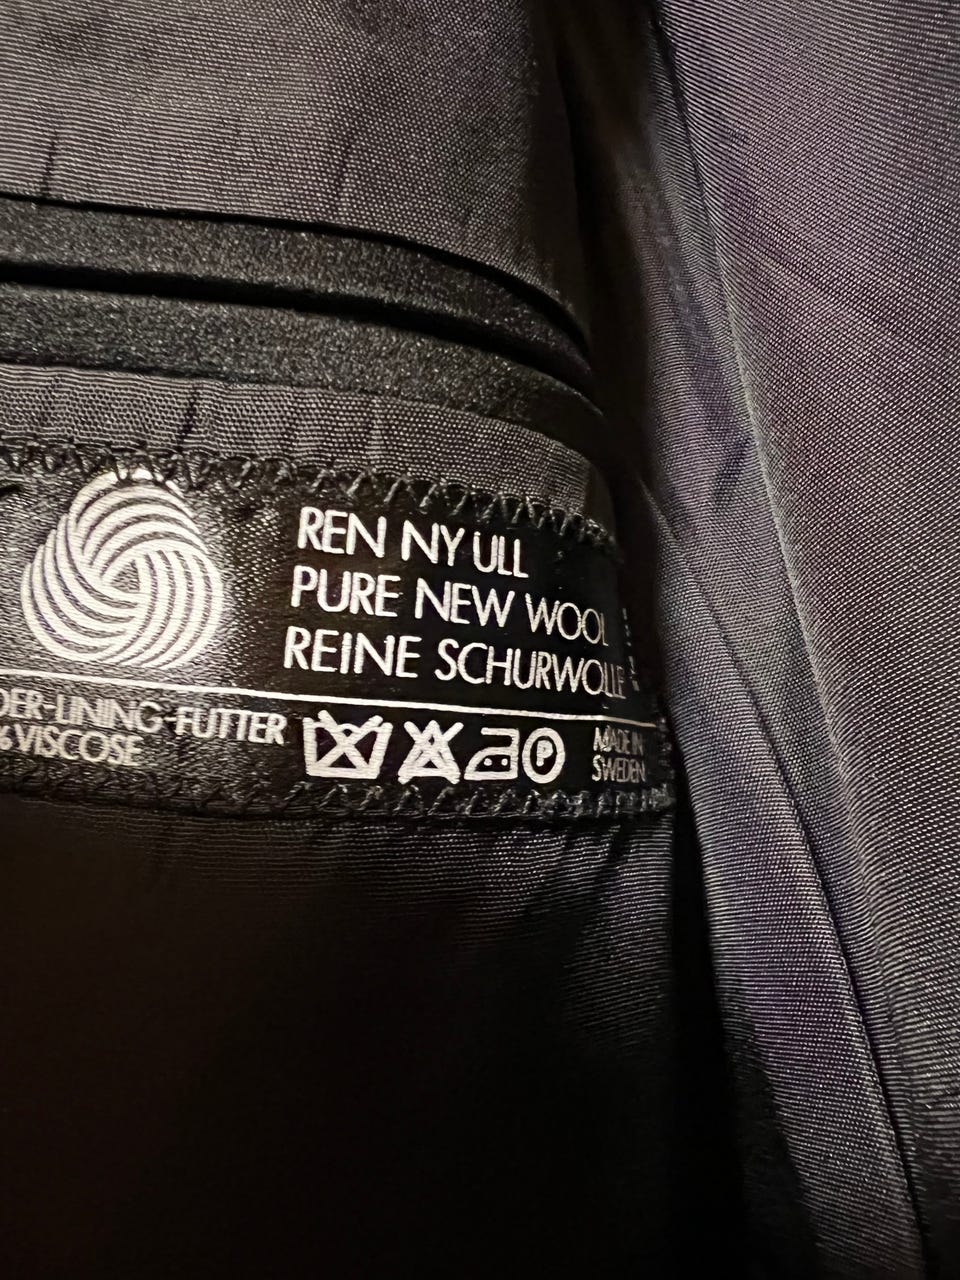 REN NY ULL
PURE NEW WOOL
REINE SCHURWOLLE
DER-LINING-FUTTER
% VISCOSE
P
MADE IN
SWEDEN